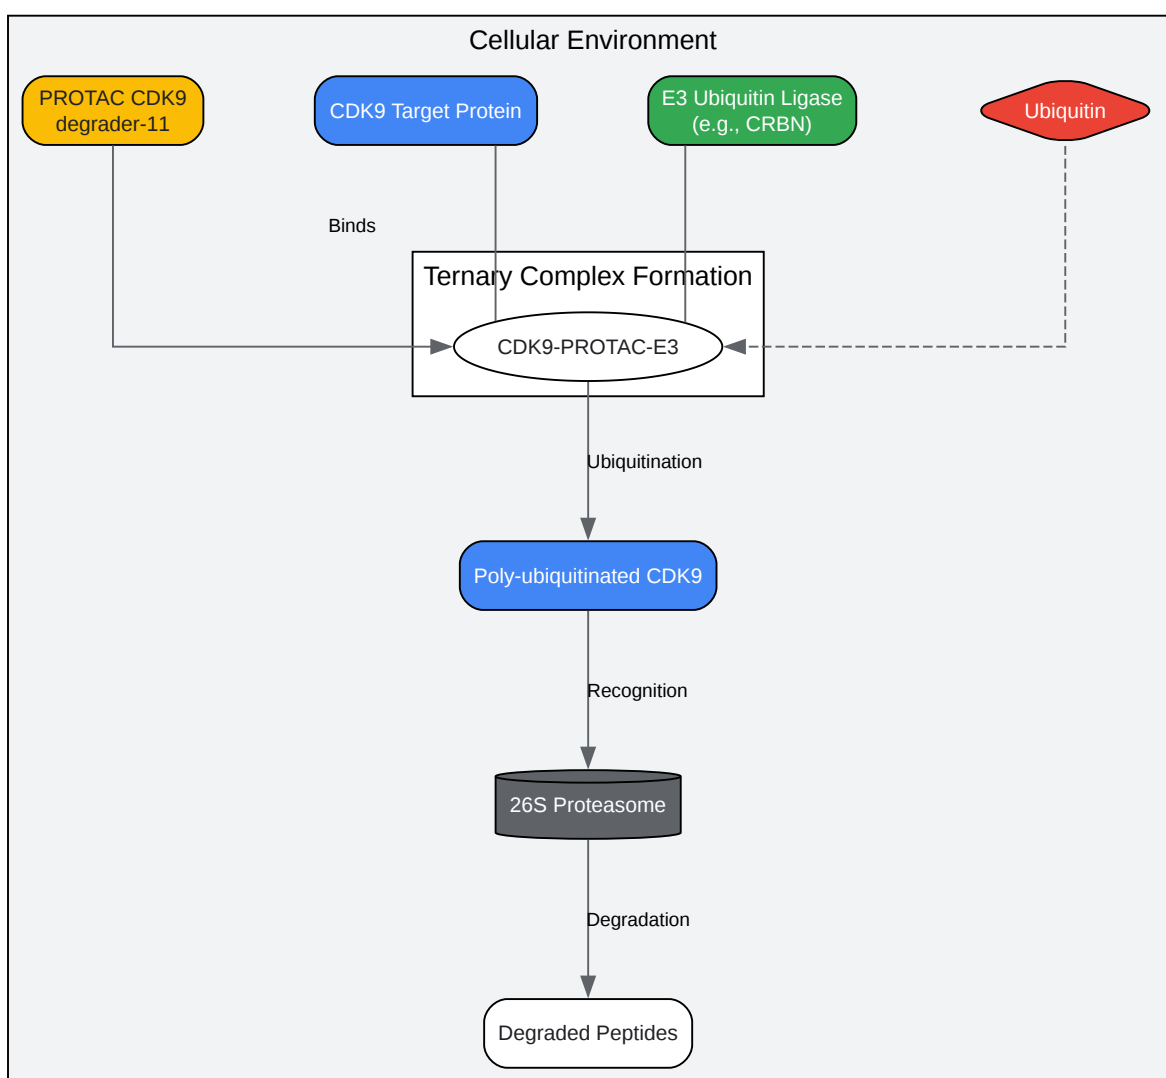 Cellular Environment
PROTAC CDK9
degrader-11
CDK9 Target Protein
E3 Ubiquitin Ligase
(e.g., CRBN)
Ubiquitin
Binds
Ternary Complex Formation
CDK9-PROTAC-E3
Ubiquitination
Poly-ubiquitinated CDK9
Recognition
26S Proteasome
Degradation
Degraded Peptides